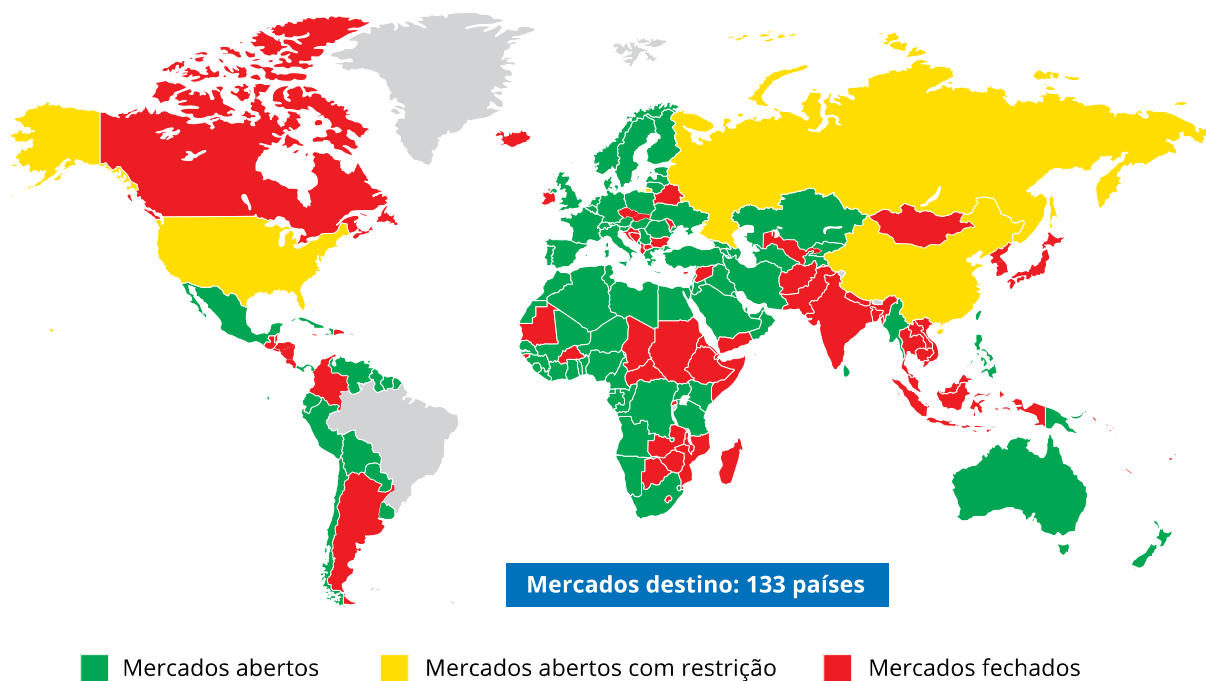 Mercados destino: 133 países
Mercados abertos
Mercados abertos com restrição
Mercados fechados